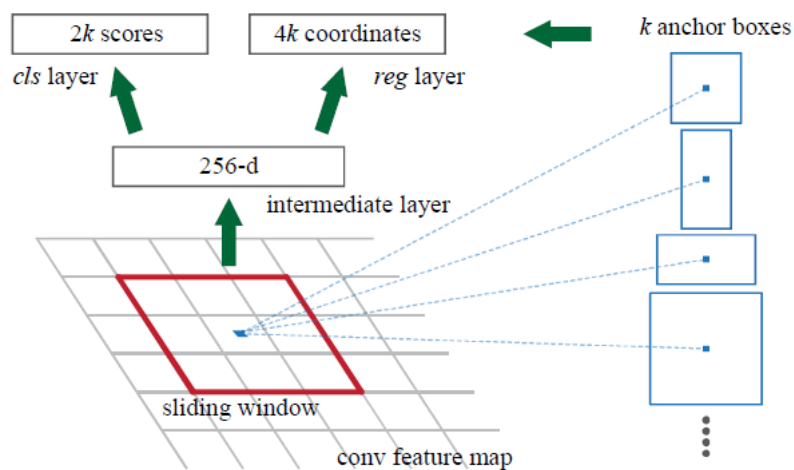 2k scores
4k coordinates
k anchor boxes
cls layer
reg layer
256-d
intermediate layer
sliding window
conv feature map